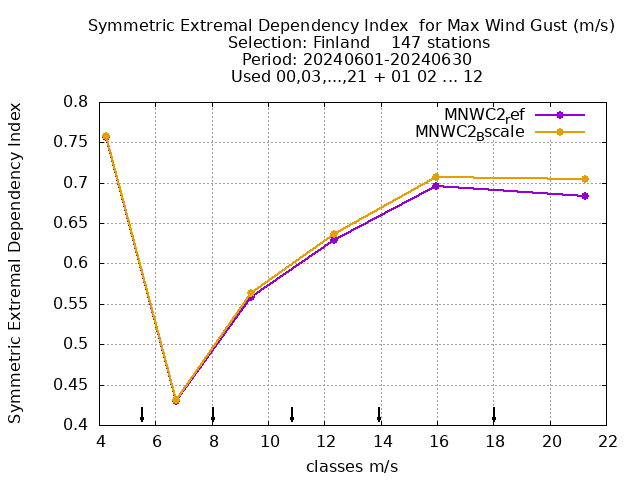 Symmetric Extremal Dependency Index  for Max Wind Gust (m/s)
Selection: Finland    147 stations
Period: 20240601-20240630
Used 00,03,...,21 + 01 02 ... 12
MNWC2ref
MNWC2Bscale
Symmetric Extremal Dependency Index
0.8
0.75
0.7
0.65
0.6
0.55
0.5
0.45
0.4
4 6 8 10 12 14 16 18 20 22
classes m/s